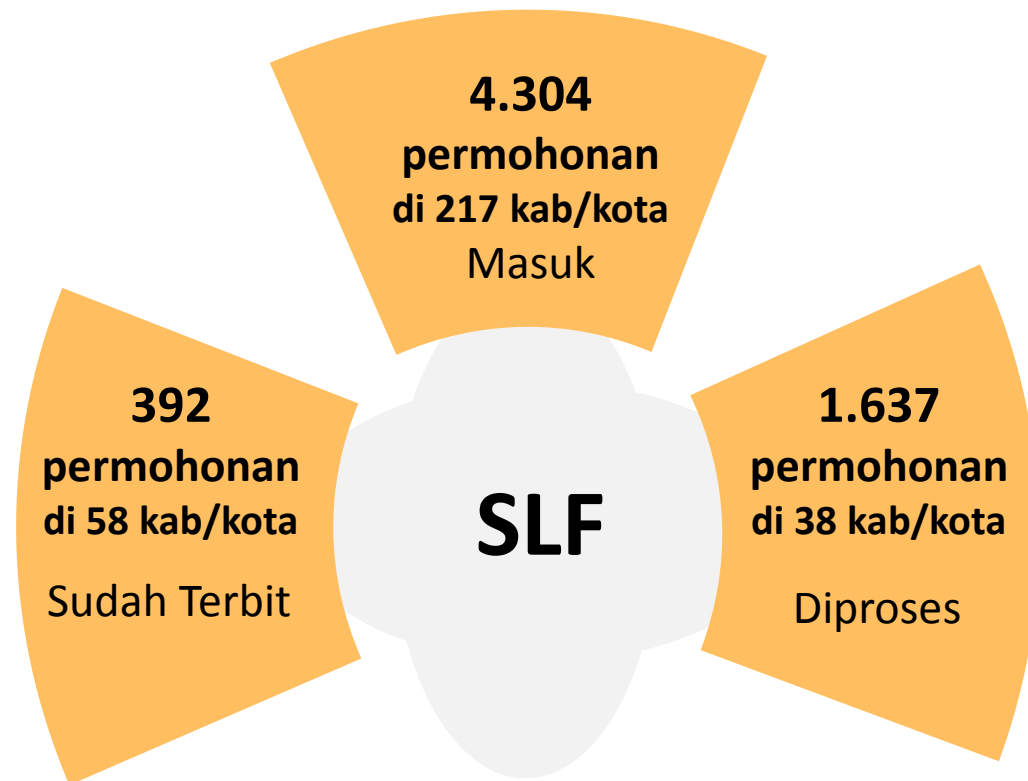 4.304
permohonan
di 217 kab/kota
Masuk
392
permohonan
di 58 kab/kota
Sudah Terbit
SLF
1.637
permohonan
di 38 kab/kota
Diproses